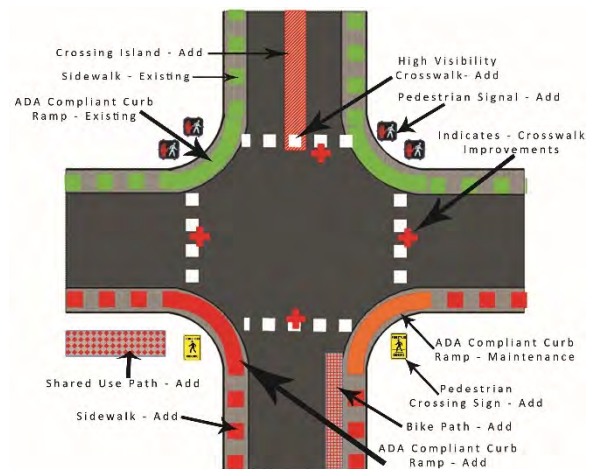 Crossing Island - Add
Sidewalk - Existing
ADA Compliant Curb
Ramp - Existing
High Visibility
Crosswalk- Add
Pedestrian Signal - Add
Indicates - Crosswalk
Improvements
Shared Use Path - Add
Sidewalk - Add
ADA Compliant Curb
Ramp - Maintenance
Pedestrian
Crossing Sign - Add
Bike Path - Add
ADA Compliant Curb
Ramp - Add